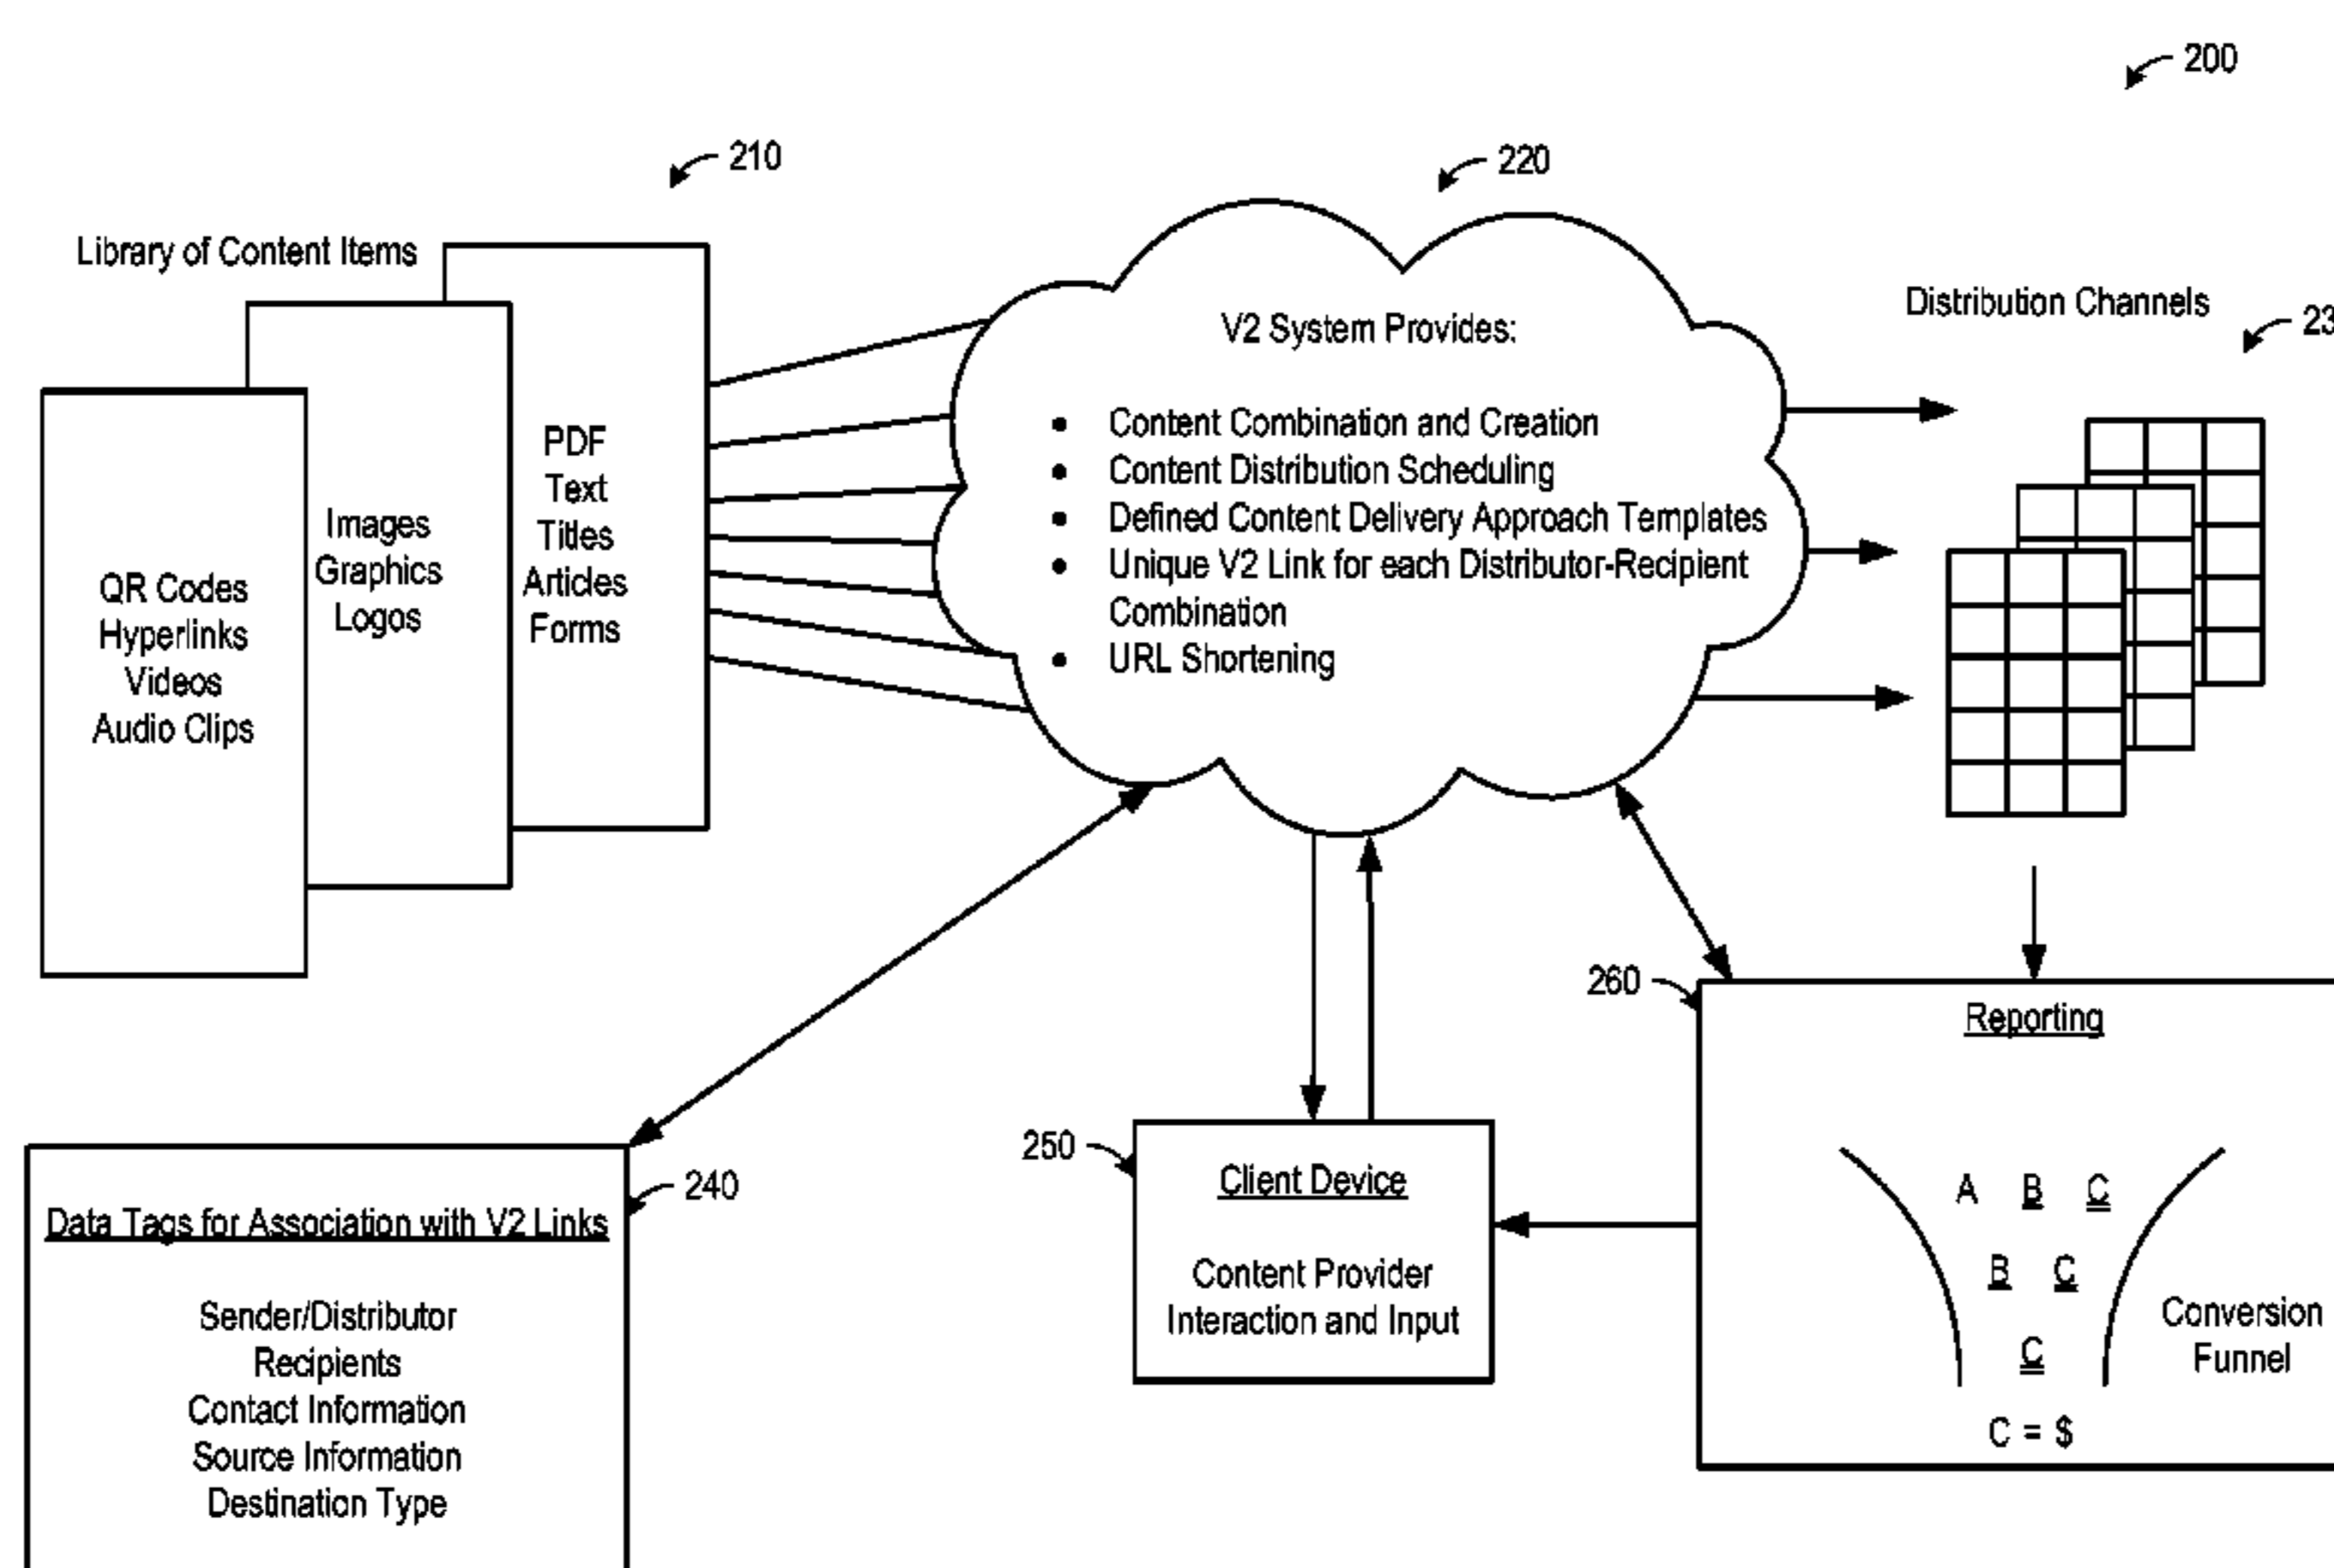 200
210
220
Library of Content Items
Distribution Channels
23
QR Codes
Hyperlinks
Videos
Audio Clips
Images
Graphics
Logos
PDF
Text
Titles
Articles
Forms
V2 System Provides:
• Content Combination and Creation
• Content Distribution Scheduling
• Defined Content Delivery Approach Templates
• Unique V2 Link for each Distributor-Recipient
Combination
• URL Shortening
240
Data Tags for Association with V2 Links
Sender/Distributor
Recipients
Contact Information
Source Information
Destination Type
250
Client Device
Content Provider
Interaction and Input
260
Reporting
A B C
B C
C
C = $
Conversion
Funnel